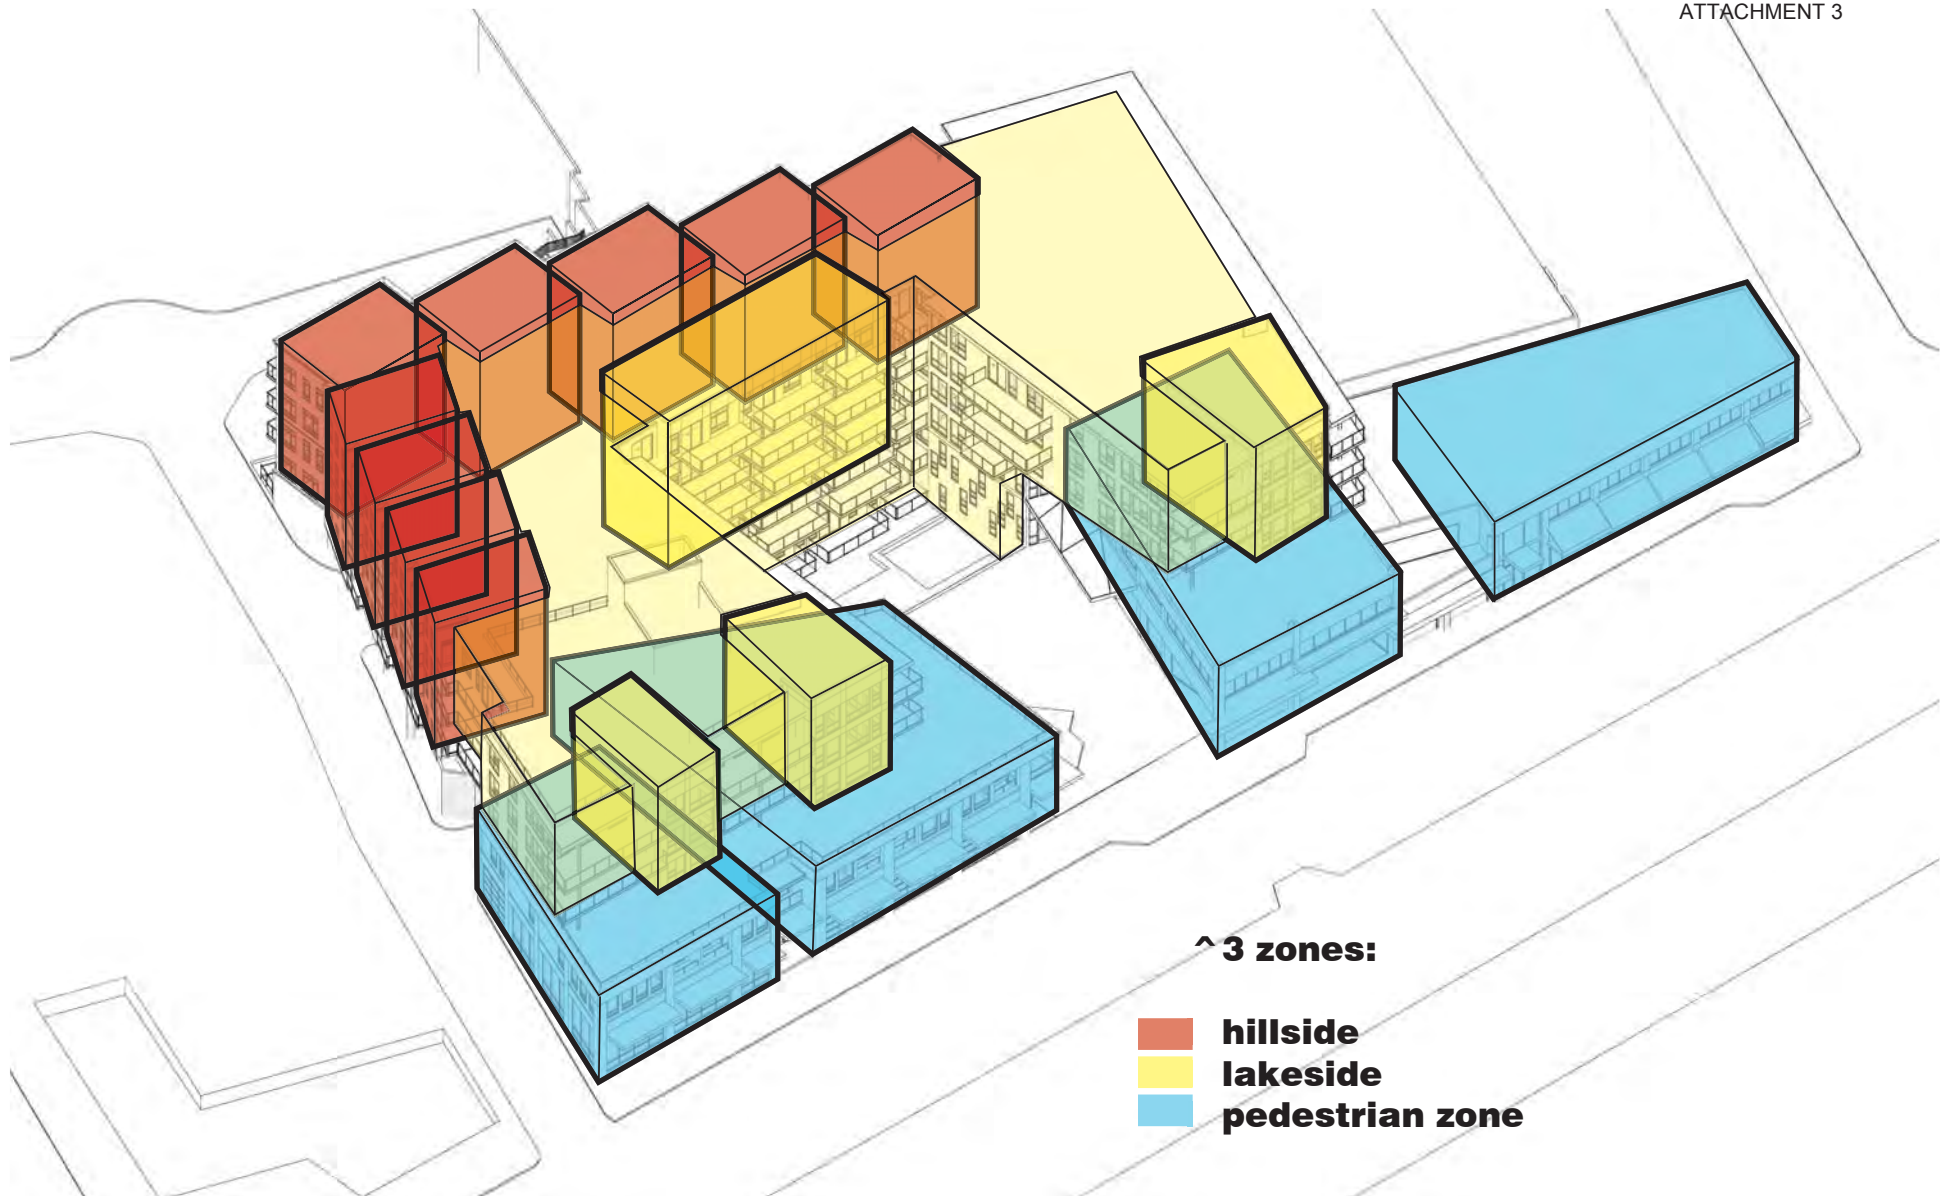 ATTACHMENT 3
^ 3 zones:
hillside
lakeside
pedestrian zone